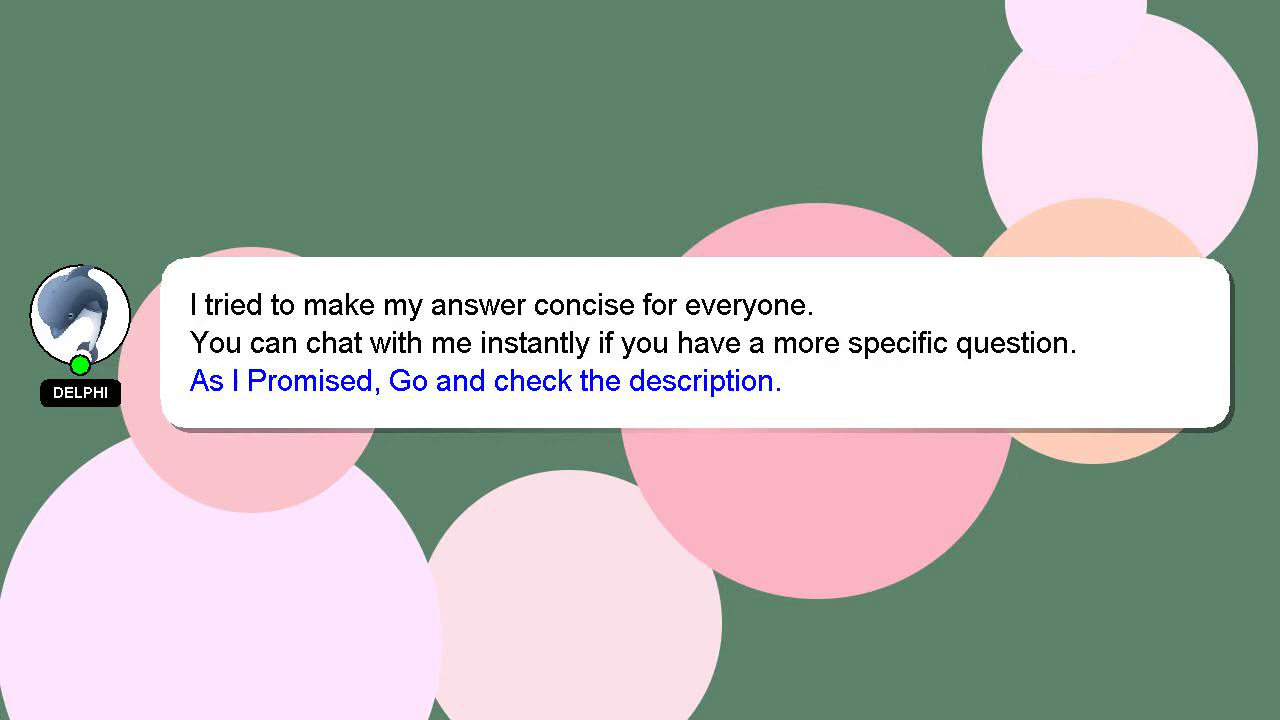 I tried to make my answer concise for everyone.
You can chat with me instantly if you have a more specific question.
As I Promised, Go and check the description.
DELPHI